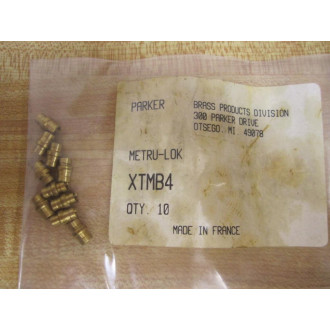 PARKER
BRASS PRODUCTS DIVISION
300 PARKER DRIVE
OTSEGO, MI 49078
METRU-LOK
XTMB4
QTY. 10
MADE IN FRANCE